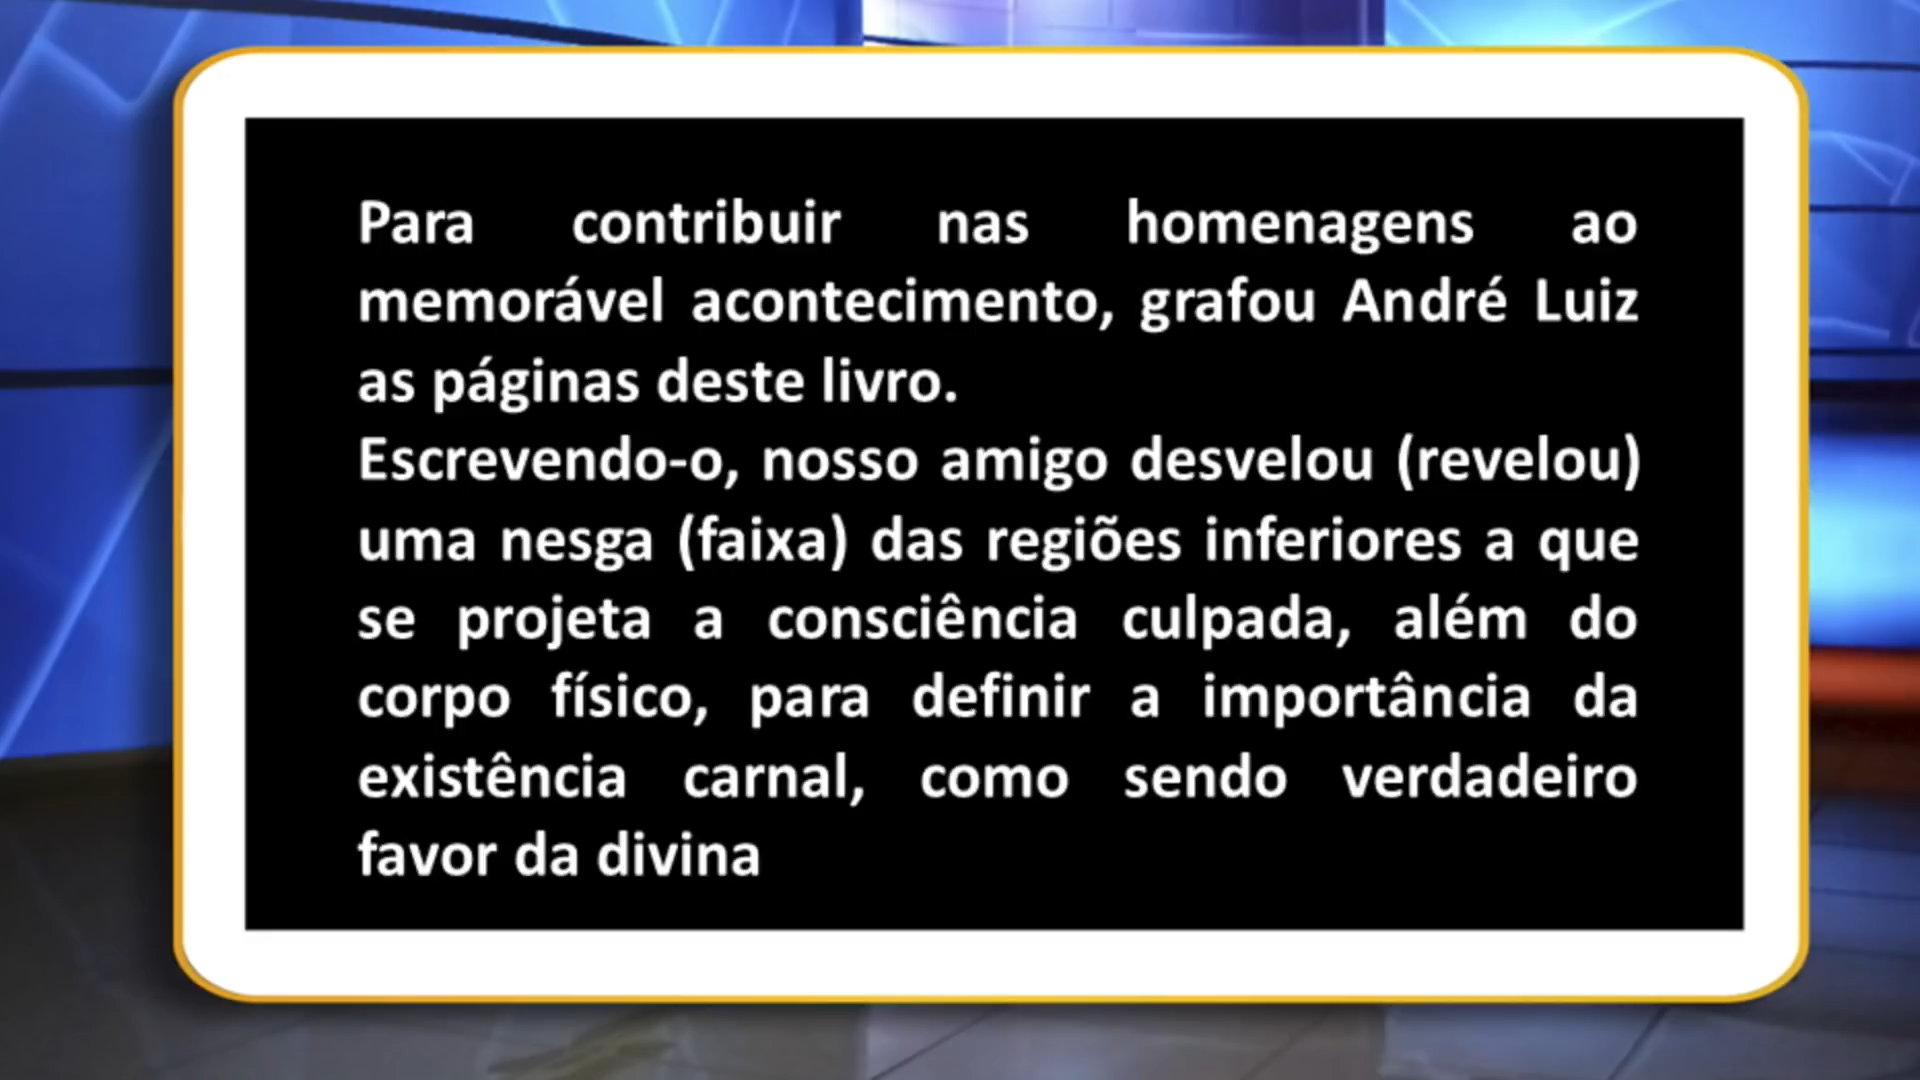 Para contribuir nas homenagens ao
memorável acontecimento, grafou André Luiz
as páginas deste livro.
Escrevendo-o, nosso amigo desvelou (revelou)
uma nesga (faixa) das regiões inferiores a que
se projeta a consciência culpada, além do
corpo físico, para definir a importância da
existência carnal, como sendo verdadeiro
favor da divina